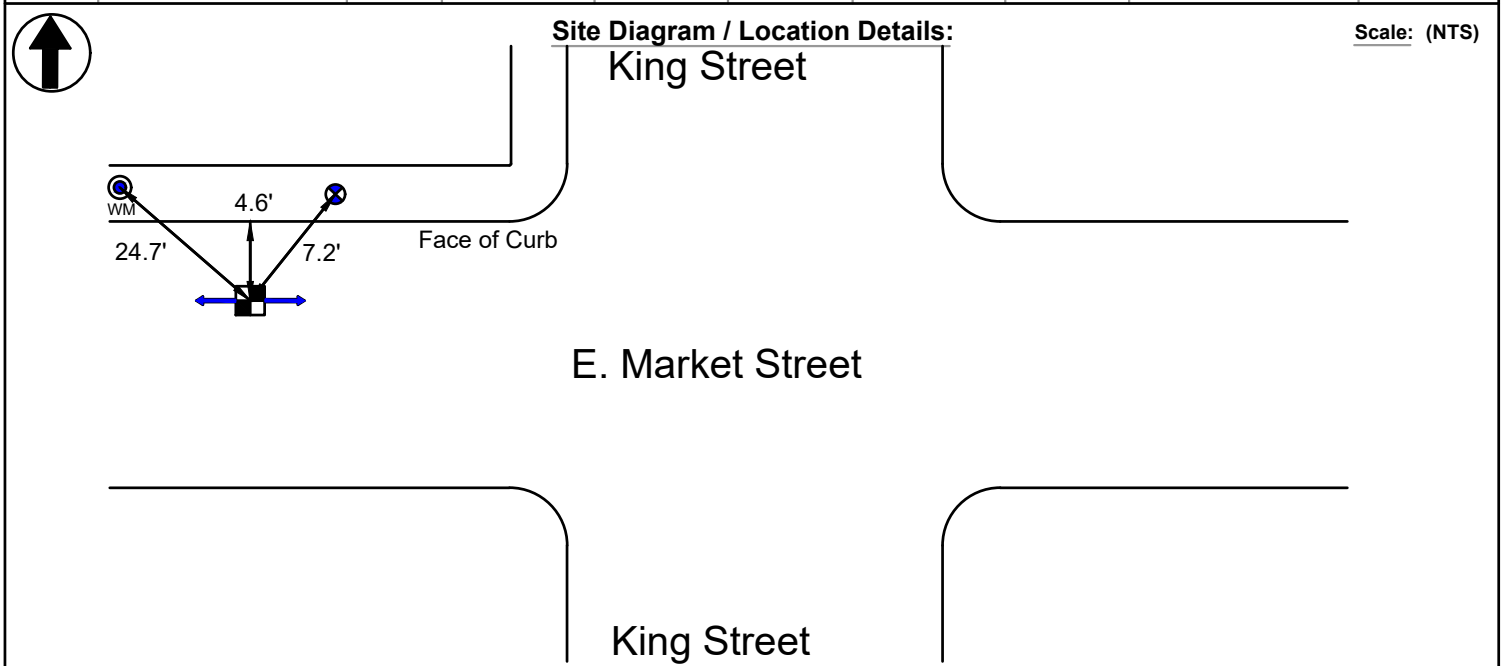 Site Diagram / Location Details:
Scale: (NTS)
King Street
WM
4.6'
24.7'
7.2'
Face of Curb
E. Market Street
King Street